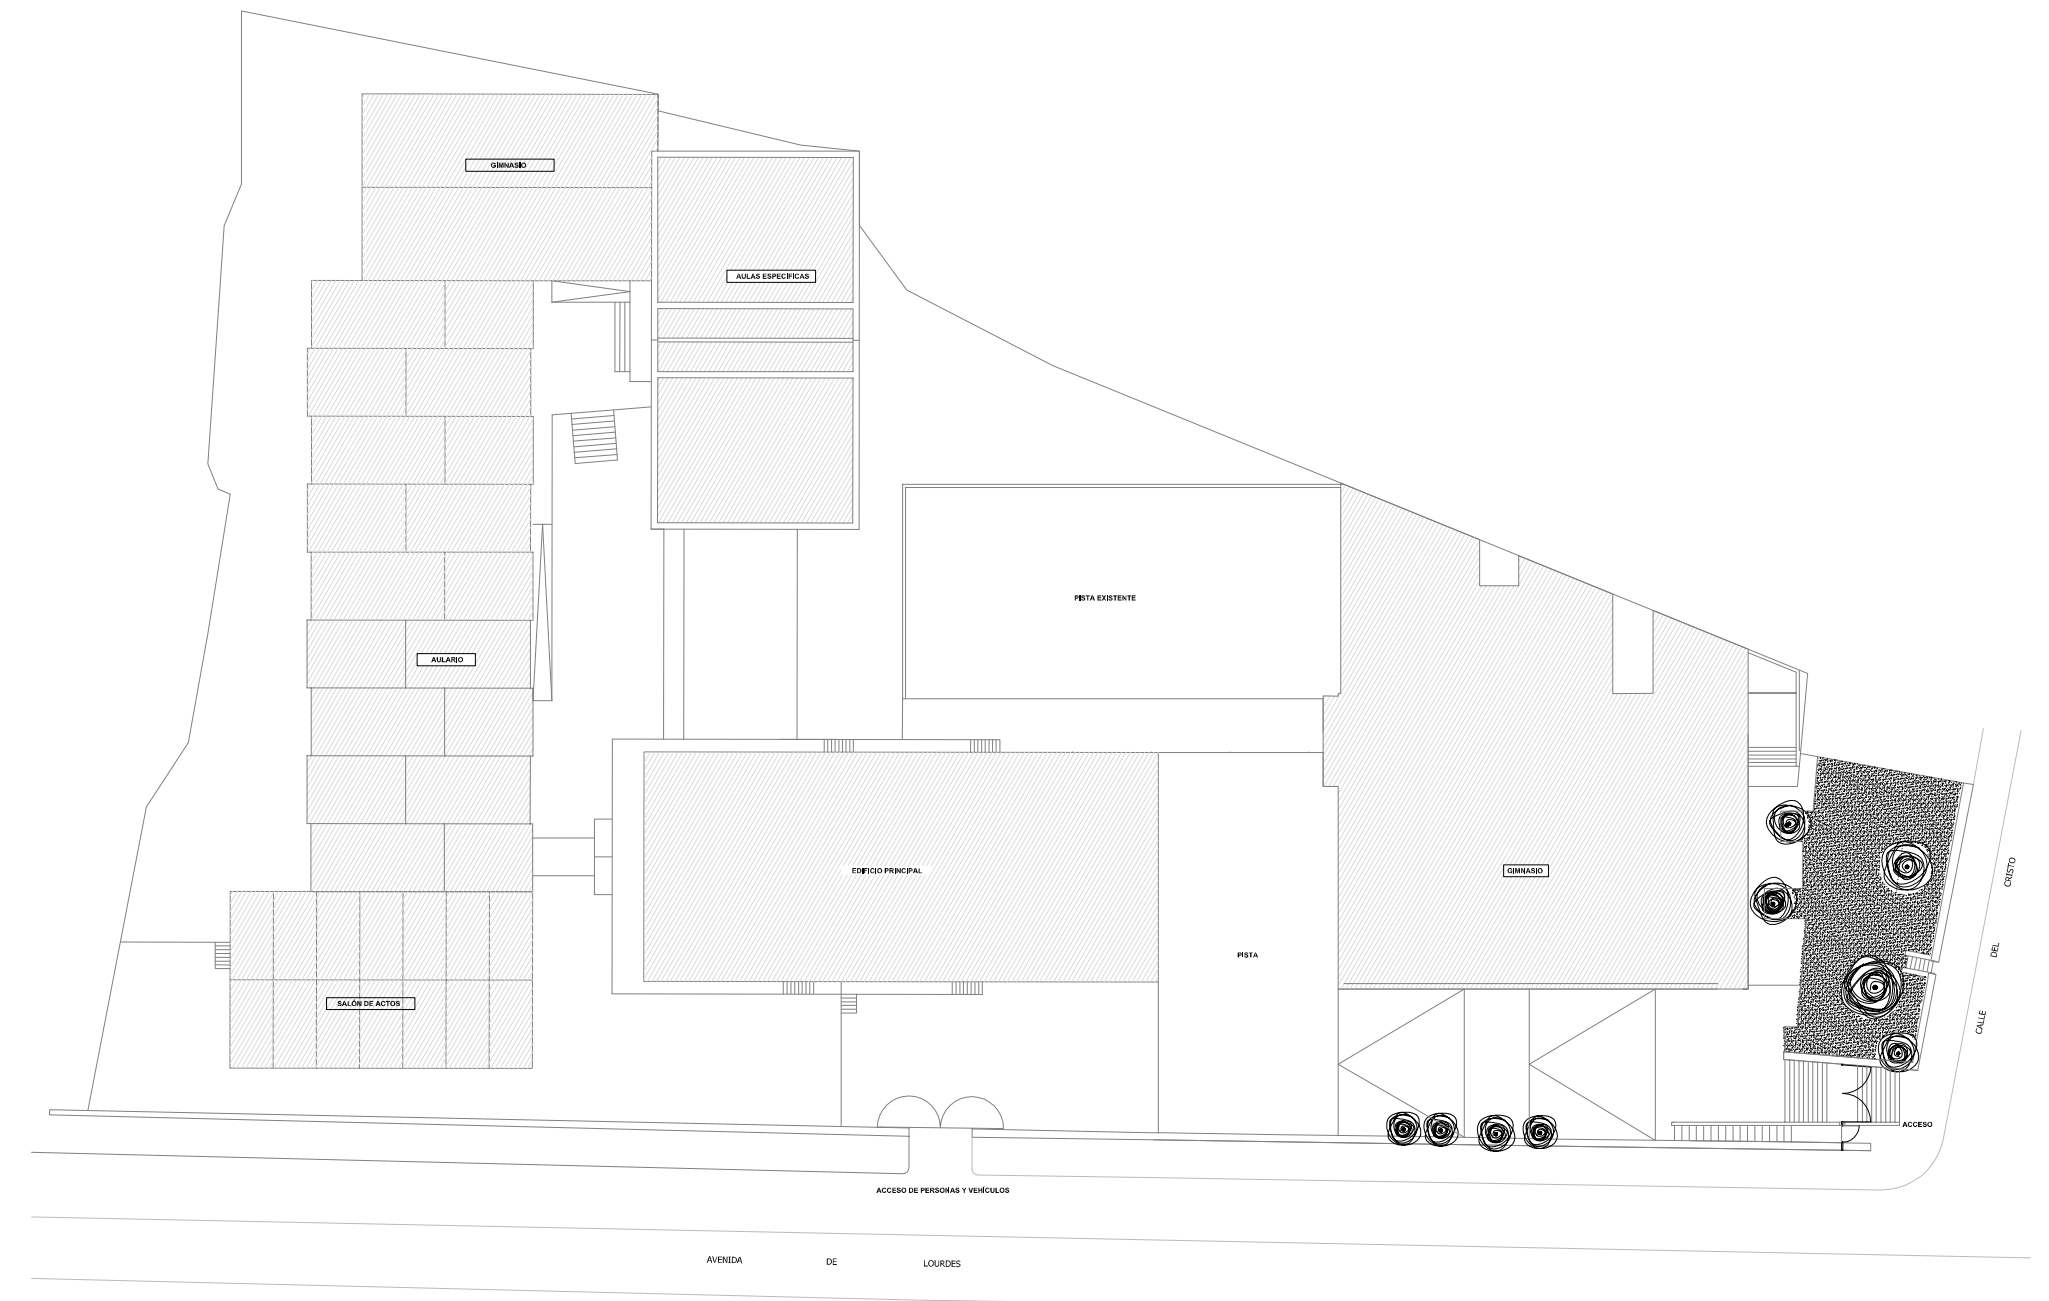 GIMNASIO
AULAS ESPECÍFICAS
PISTA EXISTENTE
AULARIO
EDIFICIO PRINCIPAL
GIMNASIO
PISTA
SALÓN DE ACTOS
CALLE DEL CRISTO
ACCESO
ACCESO DE PERSONAS Y VEHÍCULOS
AVENIDA DE LOURDES